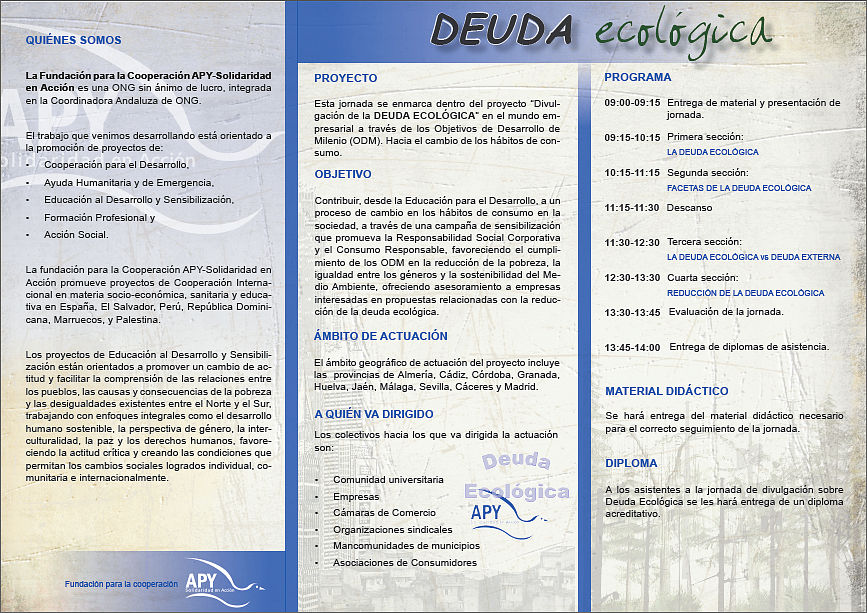 QUIÉNES SOMOS
La Fundación para la Cooperación APY-Solidaridad
en Acción es una ONG sin ánimo de lucro, integrada
en la Coordinadora Andaluza de ONG.
El trabajo que venimos desarrollando está orientado a
la promoción de proyectos de:
• Cooperación para el Desarrollo,
• Ayuda Humanitaria y de Emergencia,
• Educación al Desarrollo y Sensibilización,
• Formación Profesional y
• Acción Social.
La fundación para la Cooperación APY-Solidaridad en
Acción promueve proyectos de Cooperación Interna-
cional en materia socio-económica, sanitaria y educa-
tiva en España, El Salvador, Perú, República Domini-
cana, Marruecos, y Palestina.
Los proyectos de Educación al Desarrollo y Sensibili-
zación están orientados a promover un cambio de ac-
titud y facilitar la comprensión de las relaciones entre
los pueblos, las causas y consecuencias de la pobreza
y las desigualdades existentes entre el Norte y el Sur,
trabajando con enfoques integrales como el desarrollo
humano sostenible, la perspectiva de género, la inter-
culturalidad, la paz y los derechos humanos, favore-
ciendo la actitud crítica y creando las condiciones que
permitan los cambios sociales logrados individual, co-
munitaria e internacionalmente.
APY
Solidaridad en Acción
Fundación para la cooperación
APY
Solidaridad en Acción
DEUDA ecológica
PROYECTO
Esta jornada se enmarca dentro del proyecto “Divul-
gación de la DEUDA ECOLÓGICA” en el mundo em-
presarial a través de los Objetivos de Desarrollo de
Milenio (ODM). Hacia el cambio de los hábitos de con-
sumo.
OBJETIVO
Contribuir, desde la Educación para el Desarrollo, a un
proceso de cambio en los hábitos de consumo en la
sociedad, a través de una campaña de sensibilización
que promueva la Responsabilidad Social Corporativa
y el Consumo Responsable, favoreciendo el cumpli-
miento de los ODM en la reducción de la pobreza, la
igualdad entre los géneros y la sostenibilidad del Me-
dio Ambiente, ofreciendo asesoramiento a empresas
interesadas en propuestas relacionadas con la reduc-
ción de la deuda ecológica.
ÁMBITO DE ACTUACIÓN
El ámbito geográfico de actuación del proyecto incluye
las provincias de Almería, Cádiz, Córdoba, Granada,
Huelva, Jaén, Málaga, Sevilla, Cáceres y Madrid.
A QUIÉN VA DIRIGIDO
Los colectivos hacia los que va dirigida la actuación
son:
• Comunidad universitaria
• Empresas
• Cámaras de Comercio
• Organizaciones sindicales
• Mancomunidades de municipios
• Asociaciones de Consumidores
Deuda
Ecológica
APY
PROGRAMA
09:00-09:15 Entrega de material y presentación de
jornada.
09:15-10:15 Primera sección:
LA DEUDA ECOLÓGICA
10:15-11:15 Segunda sección:
FACETAS DE LA DEUDA ECOLÓGICA
11:15-11:30 Descanso
11:30-12:30 Tercera sección:
LA DEUDA ECOLÓGICA vs DEUDA EXTERNA
12:30-13:30 Cuarta sección:
REDUCCIÓN DE LA DEUDA ECOLÓGICA
13:30-13:45 Evaluación de la jornada.
13:45-14:00 Entrega de diplomas de asistencia.
MATERIAL DIDÁCTICO
Se hará entrega del material didáctico necesario
para el correcto seguimiento de la jornada.
DIPLOMA
A los asistentes a la jornada de divulgación sobre
Deuda Ecológica se les hará entrega de un diploma
acreditativo.